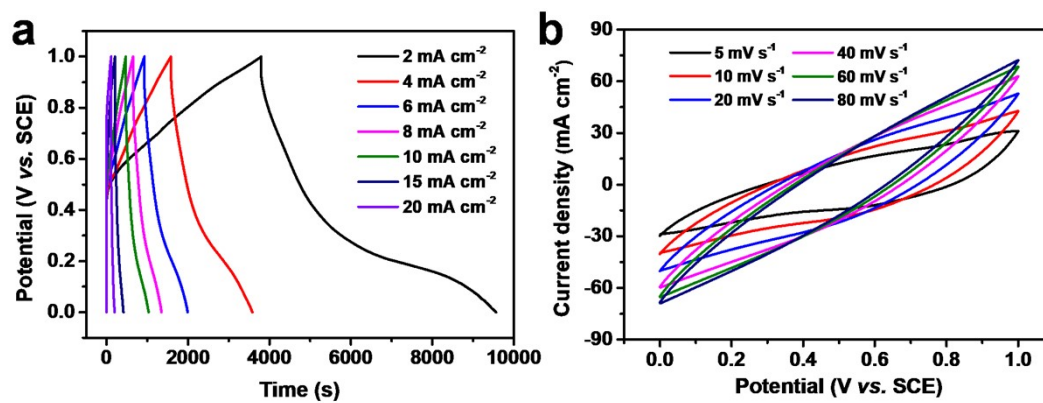 a
1.0
0.8
0.6
0.4
0.2
0.0
Potential (V vs. SCE)
2 mA cm-2
4 mA cm-2
6 mA cm-2
8 mA cm-2
10 mA cm-2
15 mA cm-2
20 mA cm-2
0 2000 4000 6000 8000 10000
Time (s)
b
90
60
30
0
-30
-60
-90
Current density (mA cm-2)
5 mV s-1 40 mV s-1
10 mV s-1 60 mV s-1
20 mV s-1 80 mV s-1
0.0 0.2 0.4 0.6 0.8 1.0
Potential (V vs. SCE)